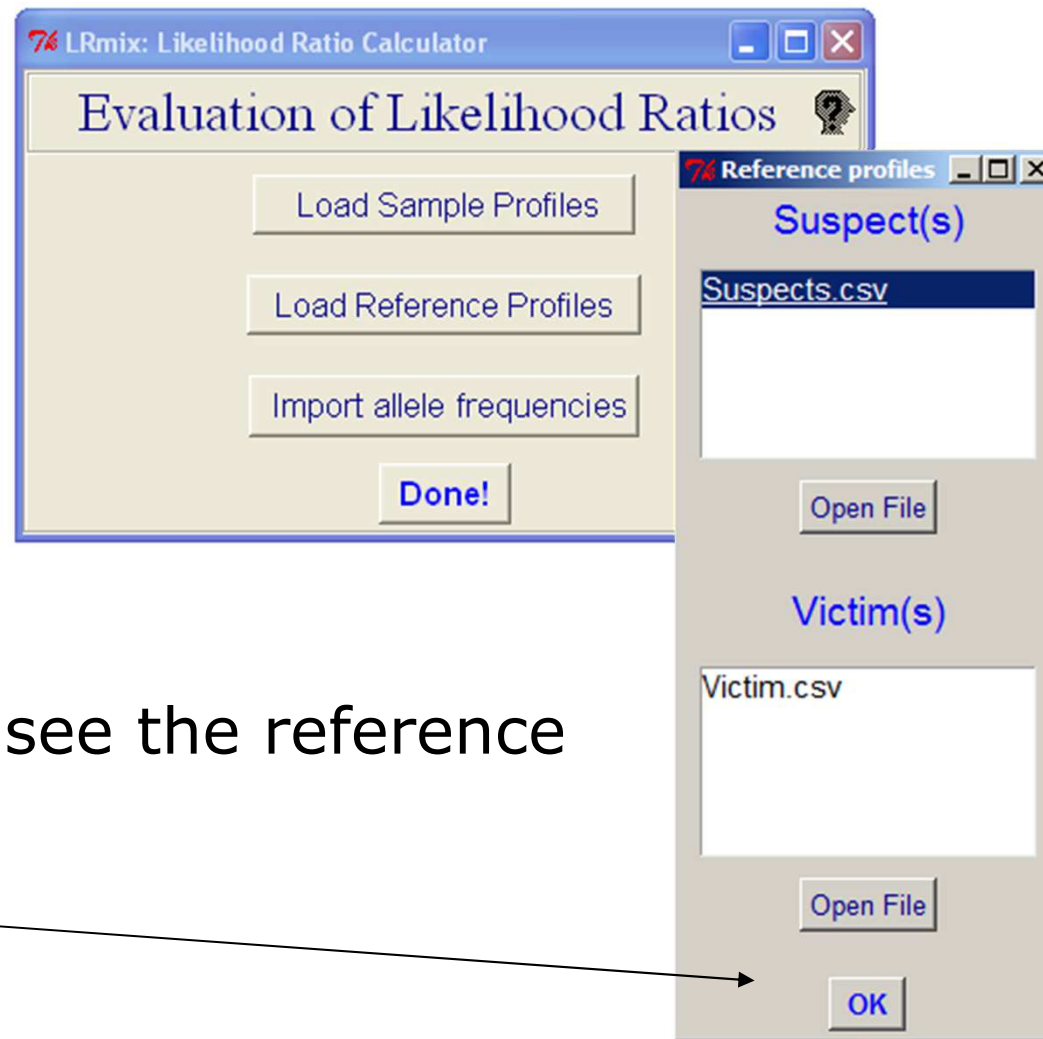 LRmix: Likelihood Ratio Calculator
Evaluation of Likelihood Ratios
Load Sample Profiles
Load Reference Profiles
Import allele frequencies
Done!
Reference profiles
Suspect(s)
Suspects.csv
Open File
Victim(s)
Victim.csv
Open File
OK
see the reference